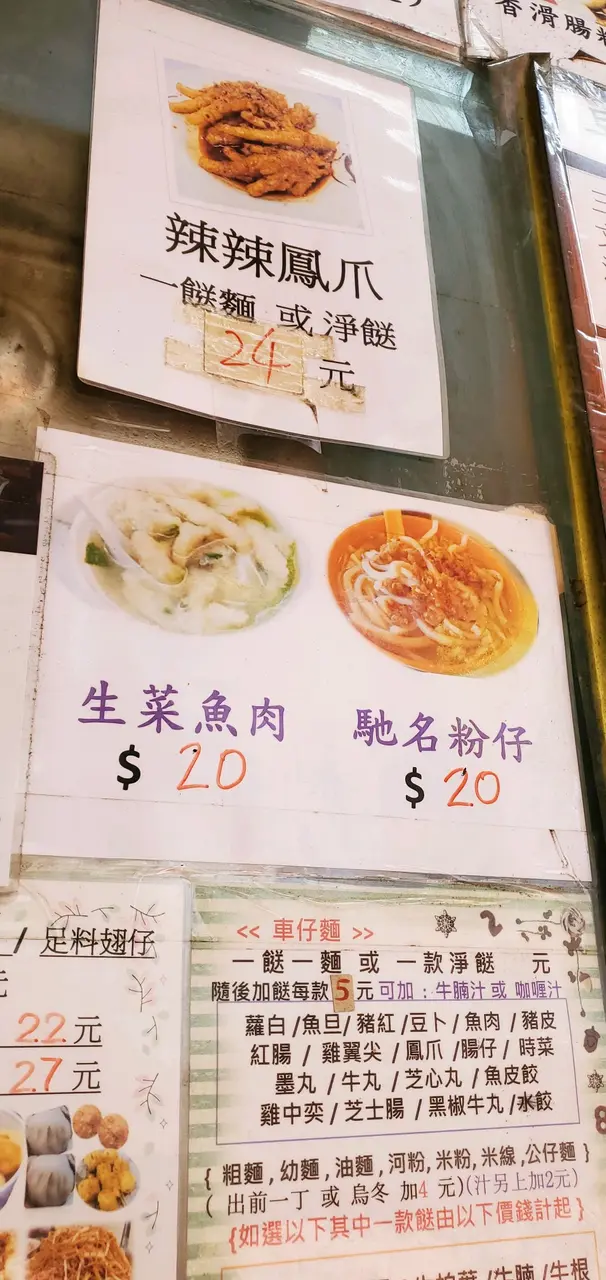 香滑腸粉
辣辣鳳爪
一餸麵 或 淨餸
24 元
生菜魚肉
$ 20
馳名粉仔
$ 20
/ 足料翅仔
元
22 元
27 元
<< 車仔麵 >>
一餸一麵 或 一款淨餸 元
隨後加餸每款 5 元 可加 : 牛腩汁 或 咖喱汁
蘿白 /魚旦/ 豬紅 /豆卜 / 魚肉 / 豬皮
紅腸 / 雞翼尖 / 鳳爪 /腸仔 / 時菜
墨丸 / 牛丸 / 芝心丸 / 魚皮餃
雞中奕 / 芝士腸 / 黑椒牛丸 /水餃
{ 粗麵 , 幼麵 , 油麵 , 河粉 , 米粉, 米線 , 公仔麵 }
( 出前一丁 或 烏冬 加4 元)(汁另上加2元)
{如選以下其中一款餸由以下價錢計起 }
/牛腩 /牛根